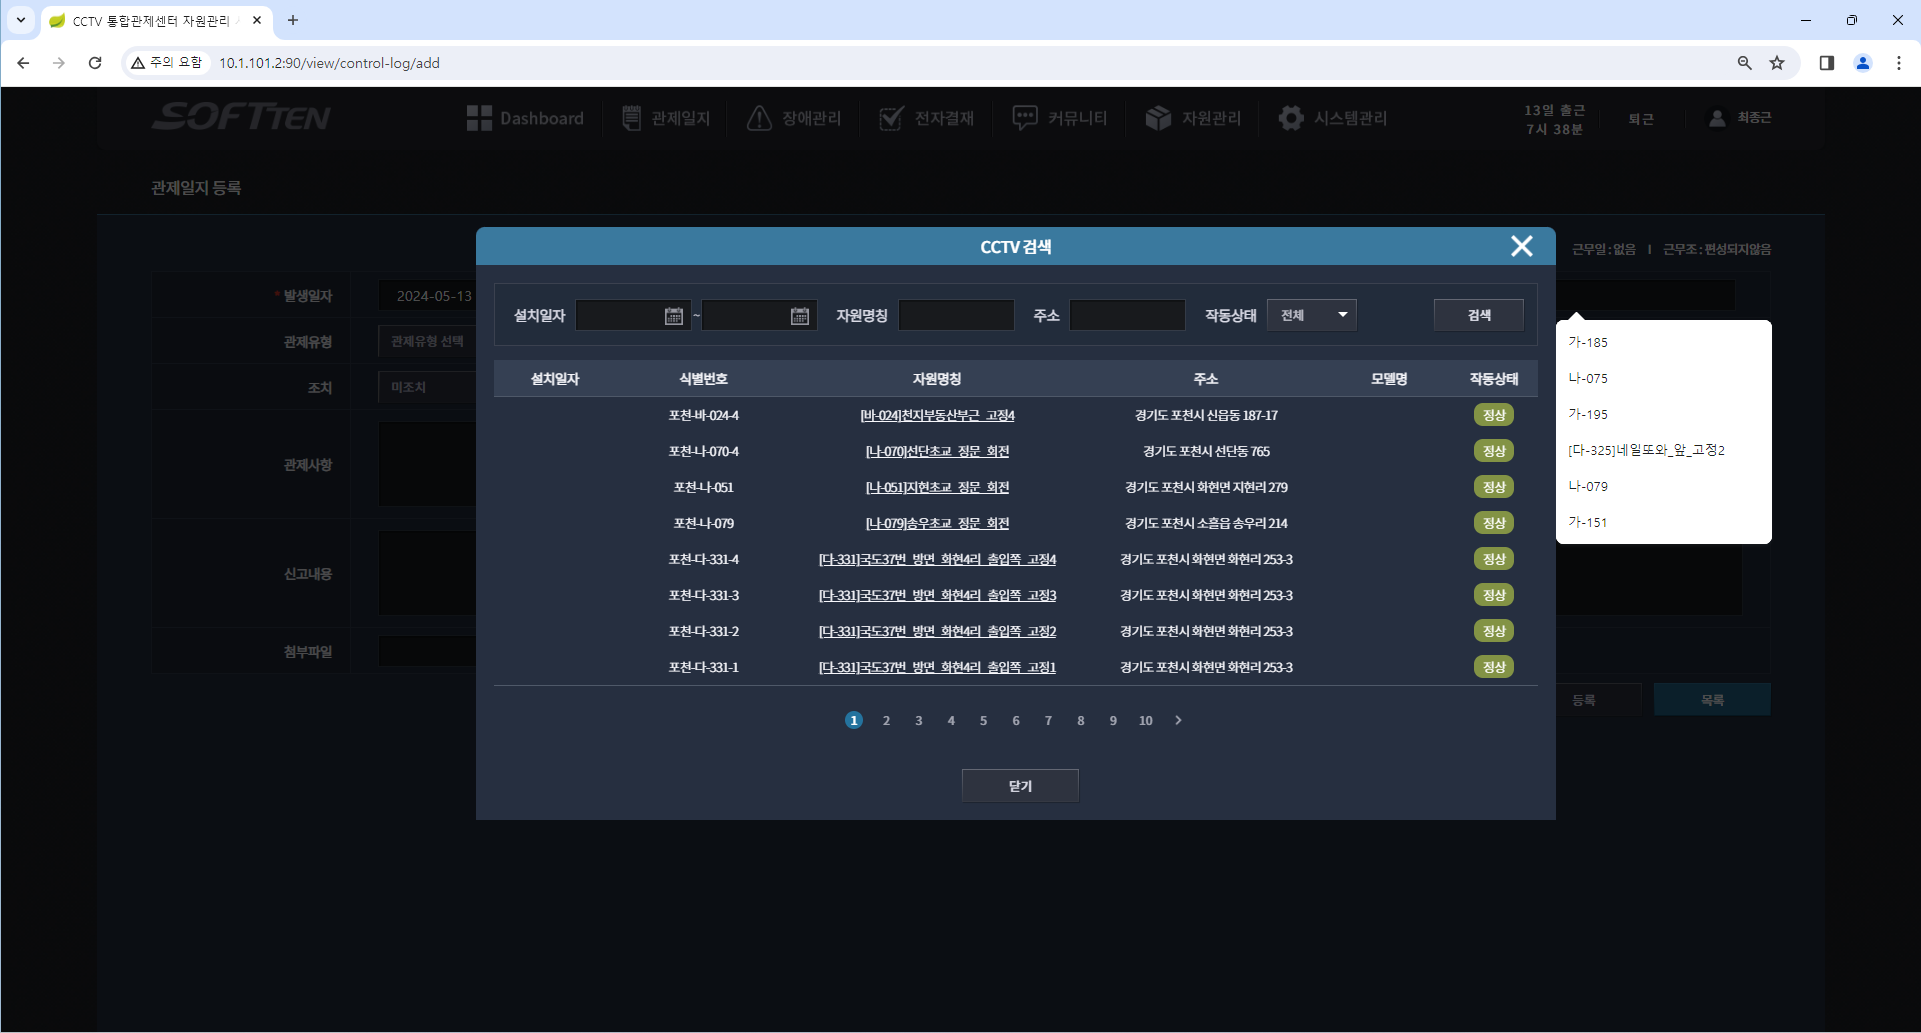 CCTV 통합관제센터 자원관리
주의 요함 10.1.101.2:90/view/control-log/add
SOFTTEN Dashboard 관제일지 장애관리 전자결재 커뮤니티 자원관리 시스템관리 13일 출근 7시 38분 퇴근 최종근
관제일지 등록
근무일 : 없음 I 근무조 : 편성되지않음
* 발생일자 2024-05-13
관제유형 관제유형 선택
조치 미조치
관제사항
신고내용
첨부파일
등록 목록
CCTV 검색
설치일자 ~ 자원명칭 주소 작동상태 전체 검색
설치일자 식별번호 자원명칭 주소 모델명 작동상태
포천-바-024-4 [바-024]천지부동산부근_고정4 경기도 포천시 신읍동 187-17 정상
포천-나-070-4 [나-070]선단초교_정문_회전 경기도 포천시 선단동 765 정상
포천-나-051 [나-051]지현초교_정문_회전 경기도 포천시 화현면 지현리 279 정상
포천-나-079 [나-079]송우초교_정문_회전 경기도 포천시 소흘읍 송우리 214 정상
포천-다-331-4 [다-331]국도37번_방면_화현4리_출입쪽_고정4 경기도 포천시 화현면 화현리 253-3 정상
포천-다-331-3 [다-331]국도37번_방면_화현4리_출입쪽_고정3 경기도 포천시 화현면 화현리 253-3 정상
포천-다-331-2 [다-331]국도37번_방면_화현4리_출입쪽_고정2 경기도 포천시 화현면 화현리 253-3 정상
포천-다-331-1 [다-331]국도37번_방면_화현4리_출입쪽_고정1 경기도 포천시 화현면 화현리 253-3 정상
1 2 3 4 5 6 7 8 9 10 >
닫기
가-185
나-075
가-195
[다-325]네일또와_앞_고정2
나-079
가-151